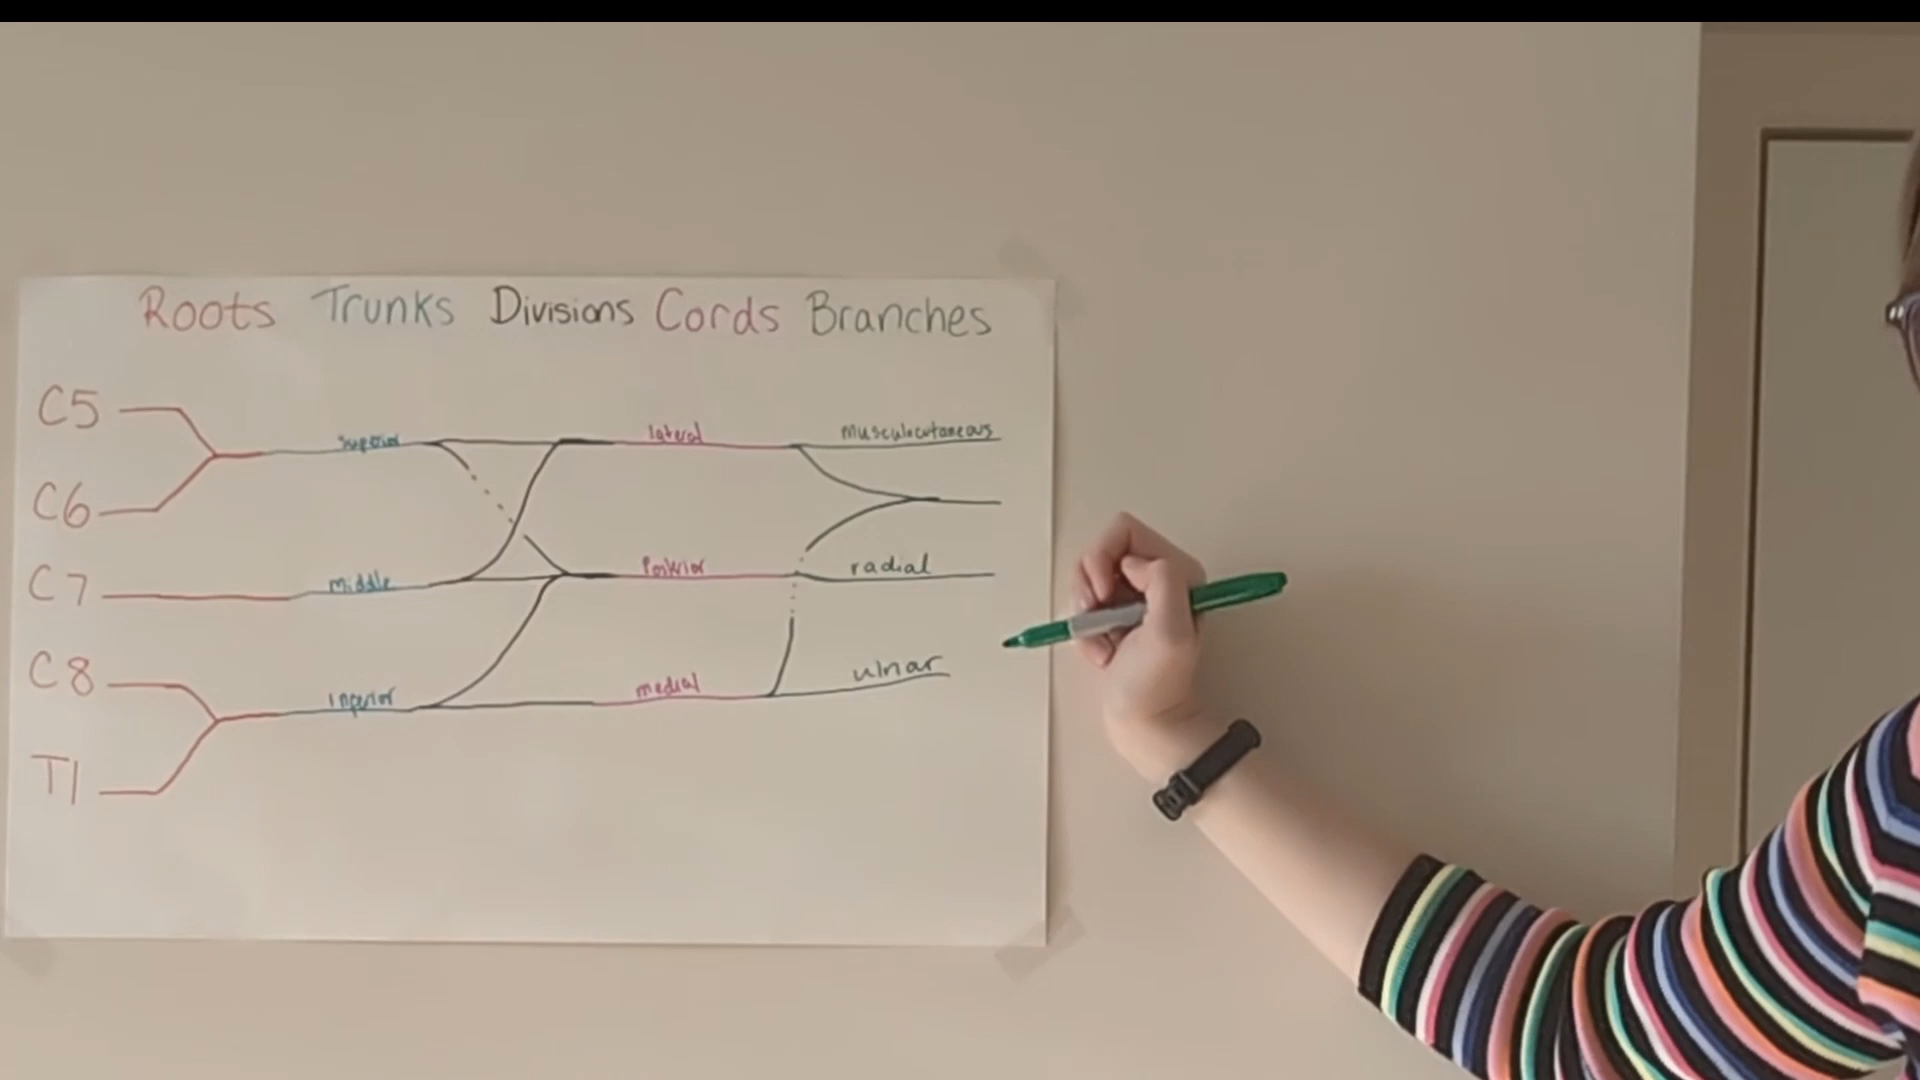 Roots Trunks Divisions Cords Branches
C5
superior lateral musculocutaneous
C6
C7 middle Posterior radial
C8 inferior medial ulnar
T1